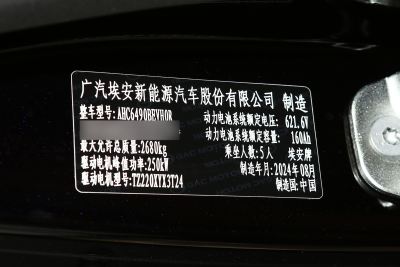 广汽埃安新能源汽车股份有限公司 制造
整车型号: AHC6490BEVH0R 动力电池系统额定电压: 621.6V
动力电池系统额定容量: 160Ah
最大允许总质量: 2680kg 乘坐人数: 5人 埃安牌
驱动电机峰值功率: 250kW 制造年月: 2024年08月
驱动电机型号: TZ220XYX3T24 制造国: 中国